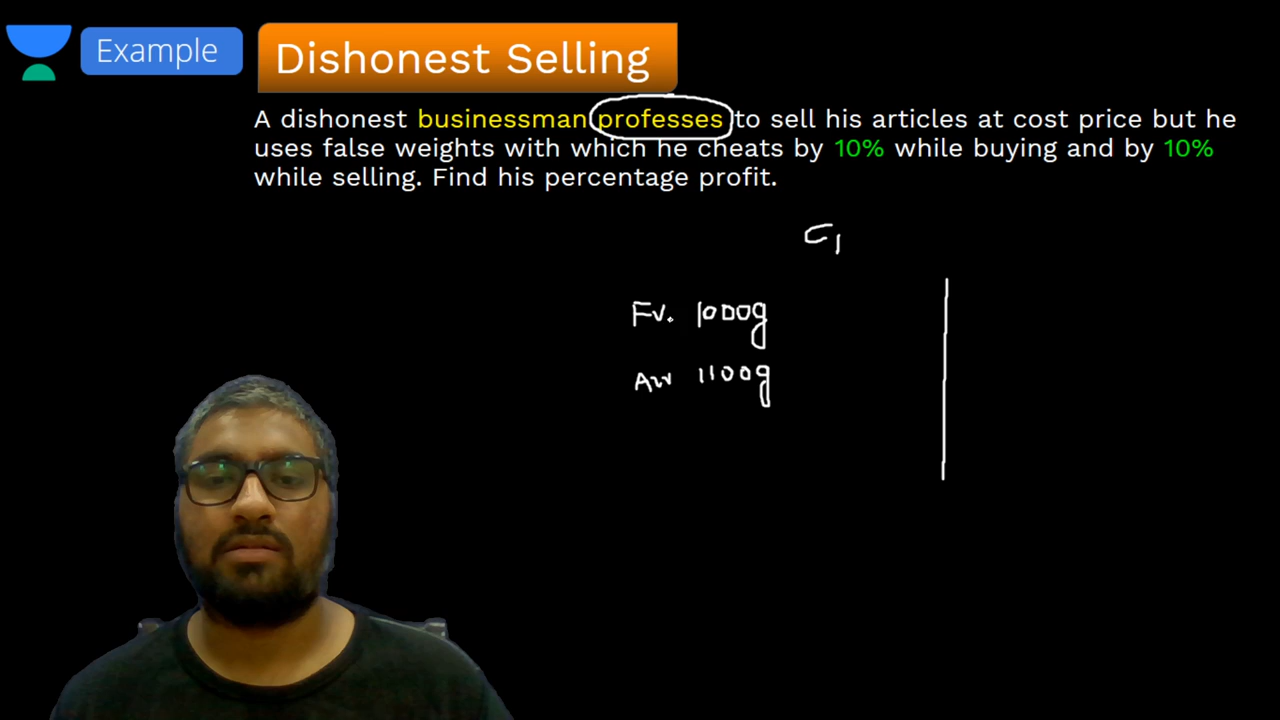 Example
Dishonest Selling
A dishonest businessman professes to sell his articles at cost price but he
uses false weights with which he cheats by 10% while buying and by 10%
while selling. Find his percentage profit.
C1
Fv. 1000g
1100g